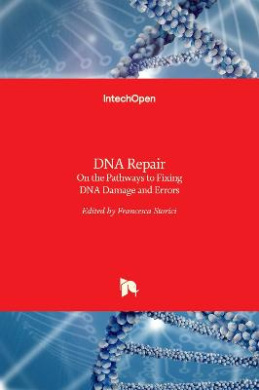 IntechOpen
DNA Repair
On the Pathways to Fixing
DNA Damage and Errors
Edited by Francesca Storici